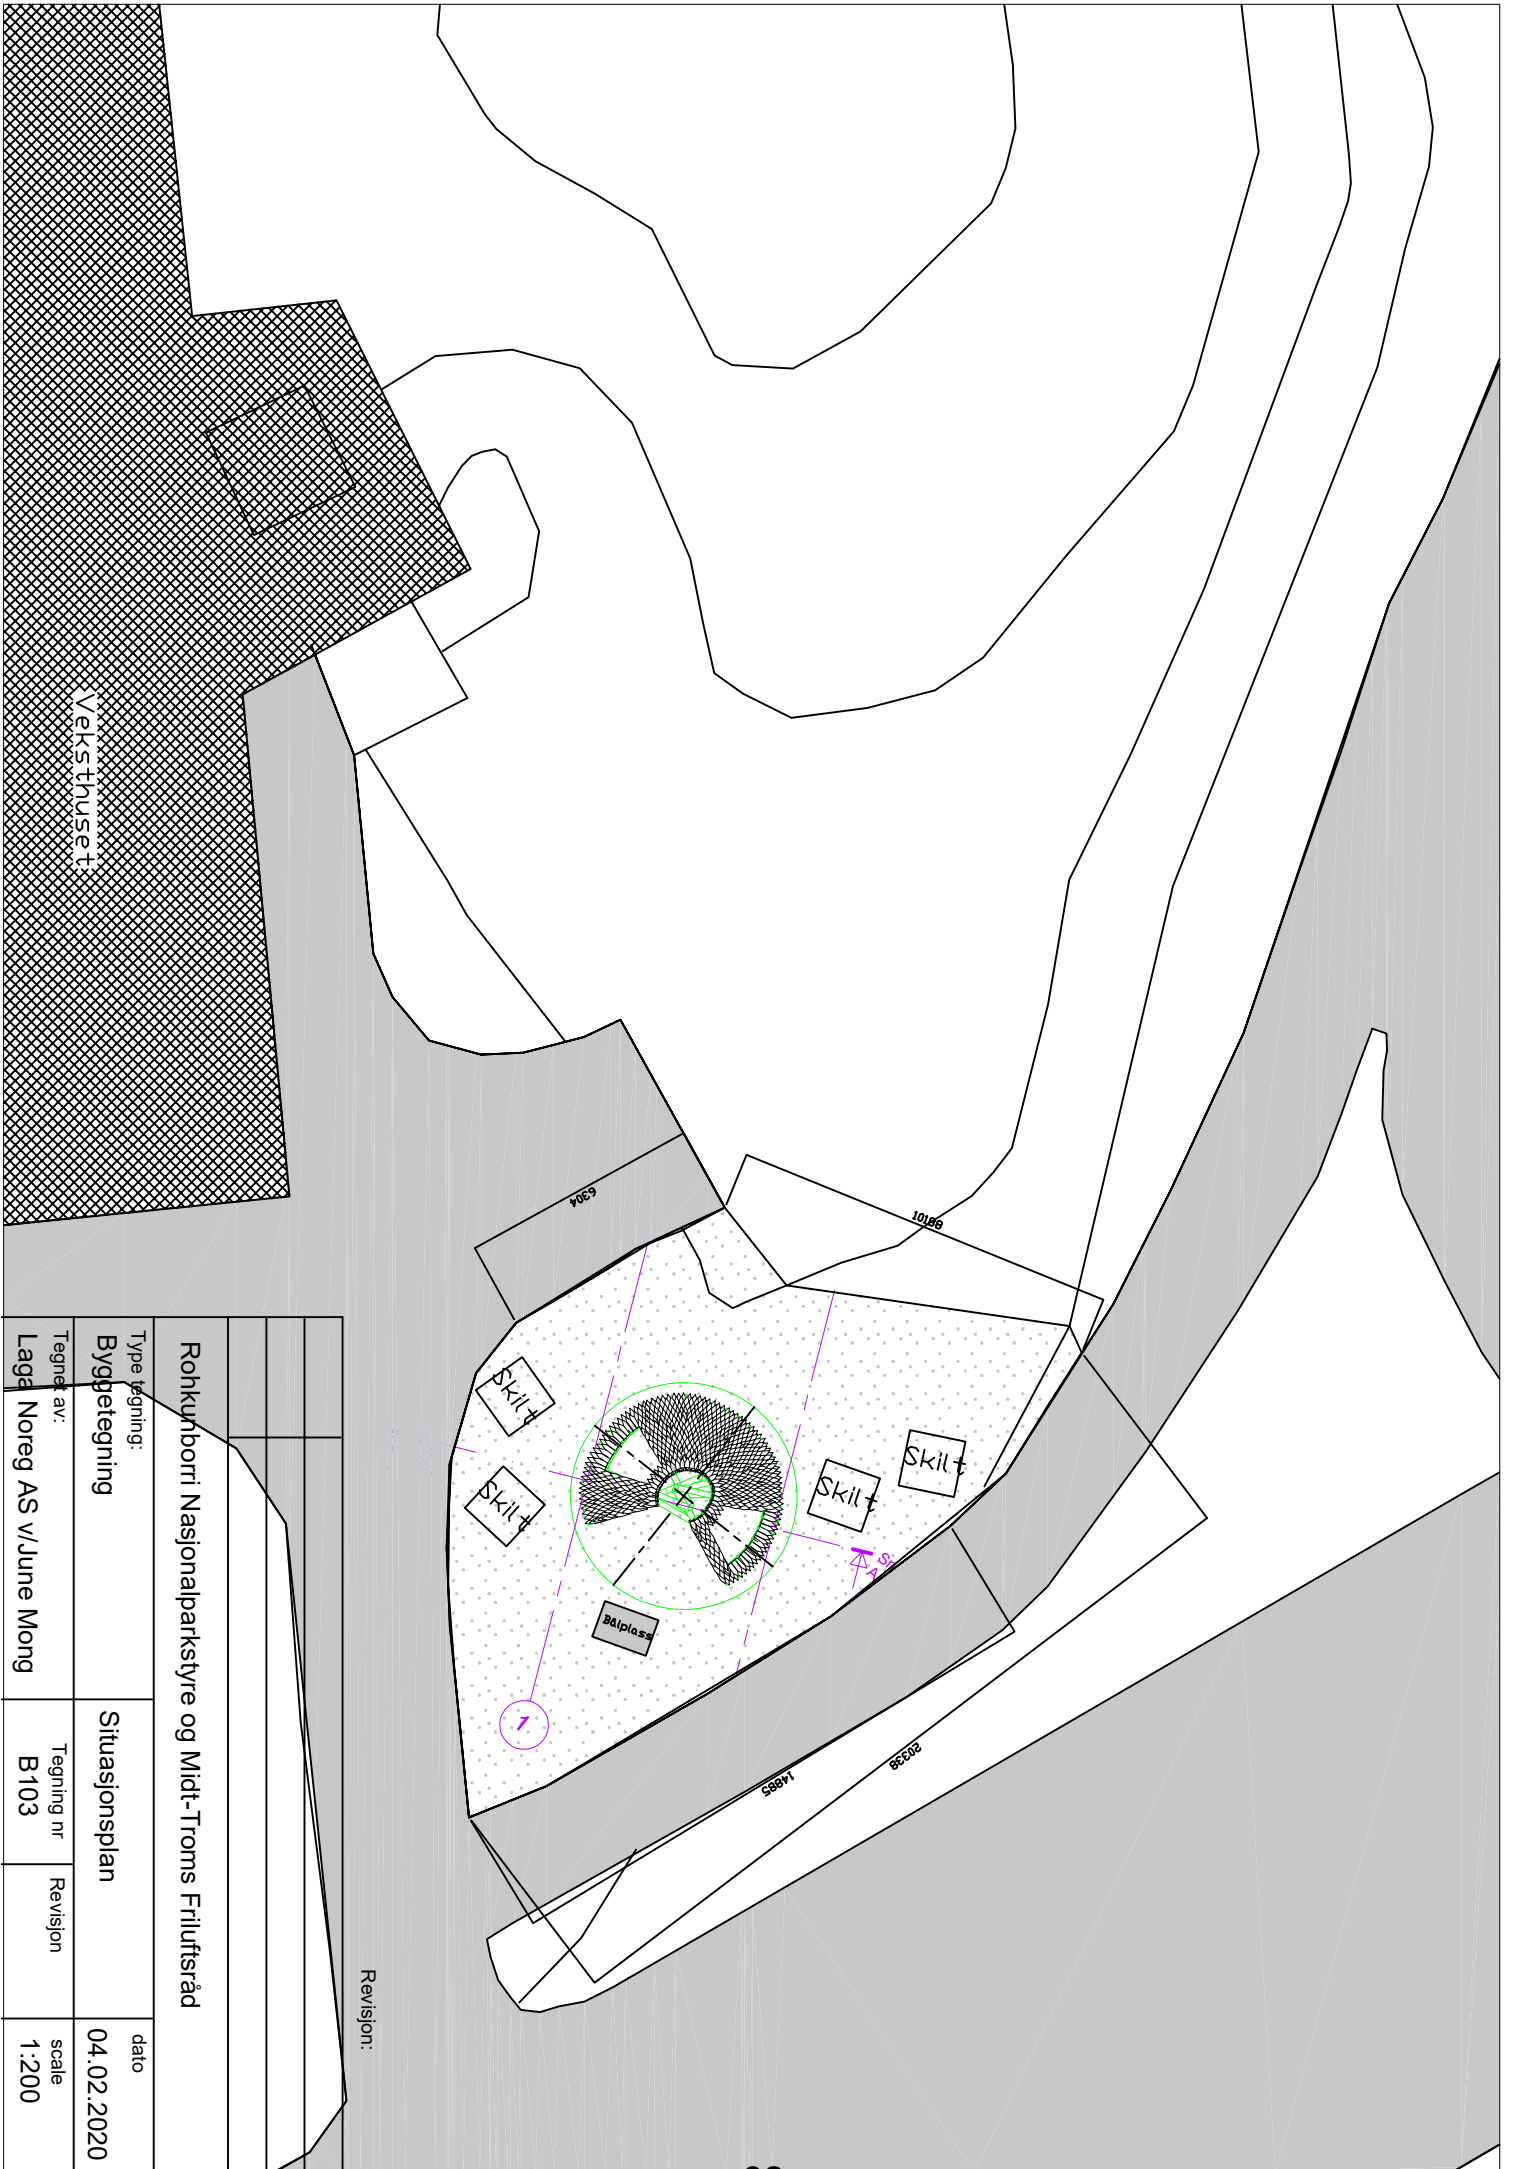 Veksthuset
6304
10180
Skilt
Skilt
Skilt
Skilt
Bålplass
1
A
20338
14885
Revisjon:
Rohkunborri Nasjonalparkstyre og Midt-Troms Friluftsråd
Type tegning:
Byggetegning
Situasjonsplan
dato
04.02.2020
Tegnet av:
Laga Noreg AS v/June Mong
Tegning nr
B103
Revisjon
scale
1:200